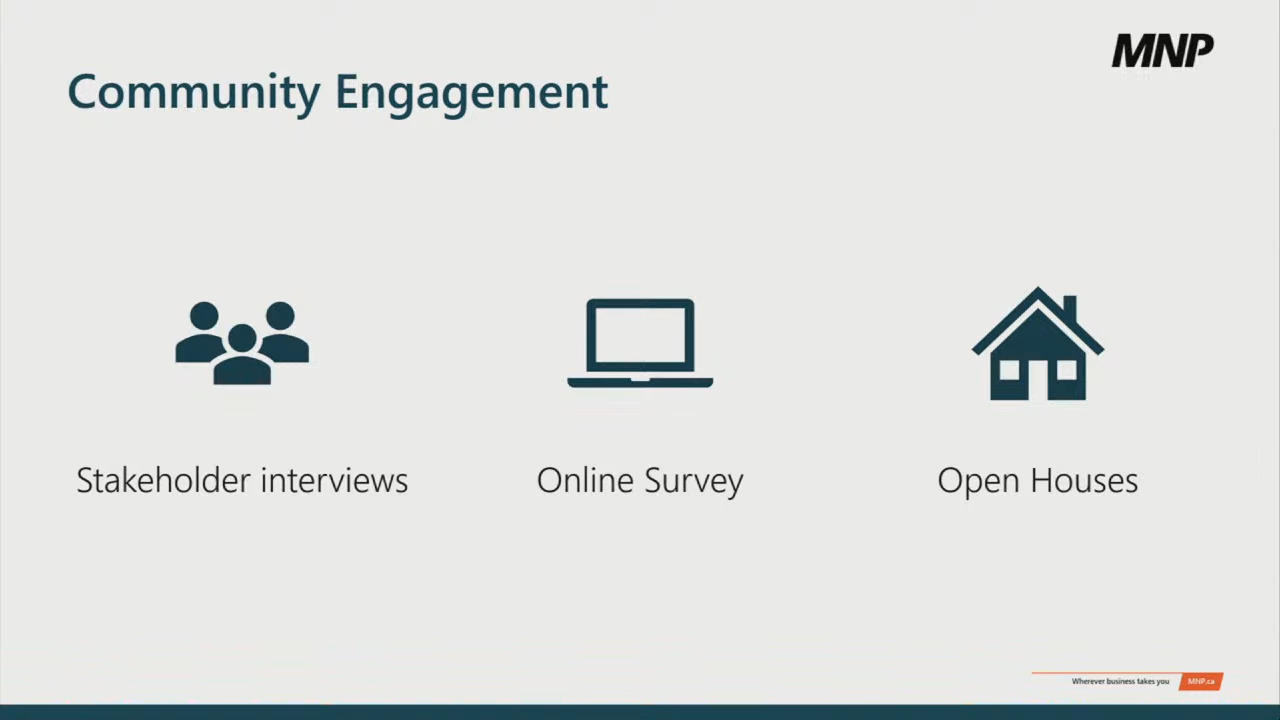 MNP
Community Engagement
Stakeholder interviews
Online Survey
Open Houses
Wherever business takes you
MNP.ca